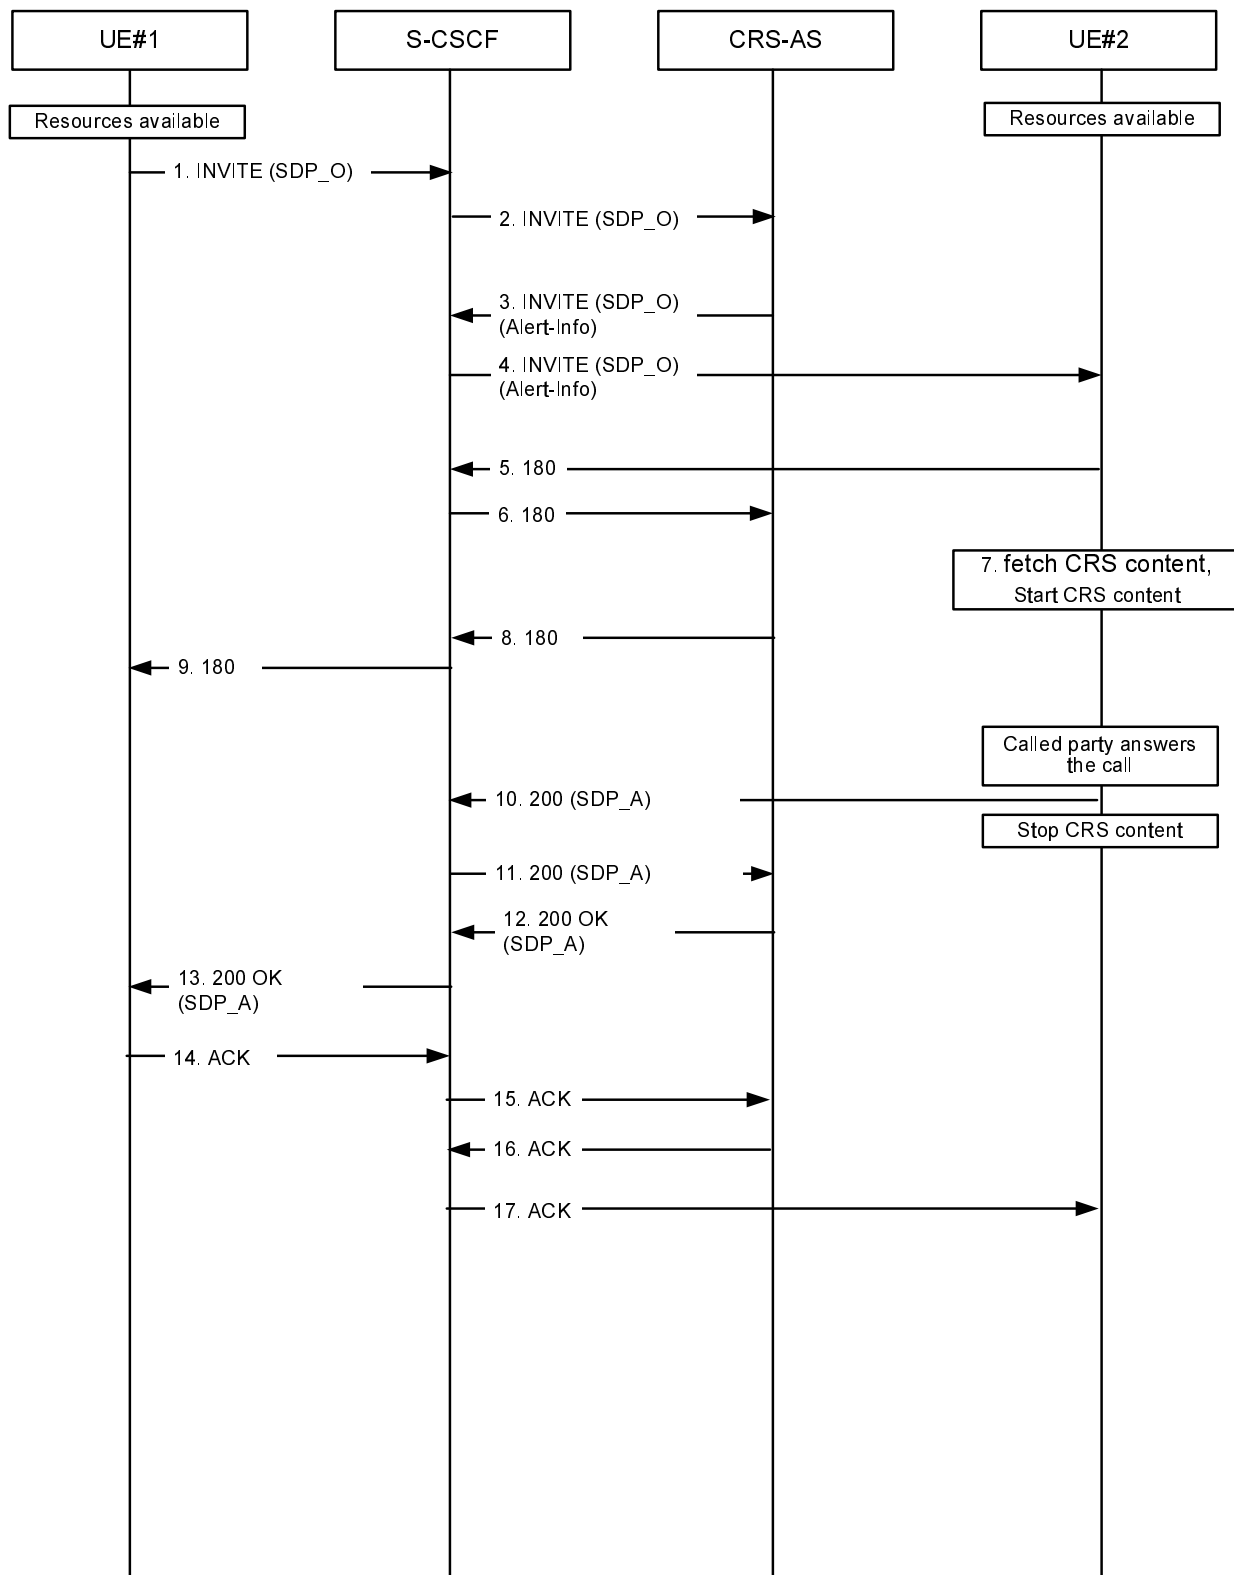 UE#1
S-CSCF
CRS-AS
UE#2
Resources available
Resources available
1. INVITE (SDP_O)
2. INVITE (SDP_O)
3. INVITE (SDP_O)
(Alert-Info)
4. INVITE (SDP_O)
(Alert-Info)
5. 180
6. 180
7. fetch CRS content,
Start CRS content
8. 180
9. 180
Called party answers
the call
10. 200 (SDP_A)
Stop CRS content
11. 200 (SDP_A)
12. 200 OK
(SDP_A)
13. 200 OK
(SDP_A)
14. ACK
15. ACK
16. ACK
17. ACK